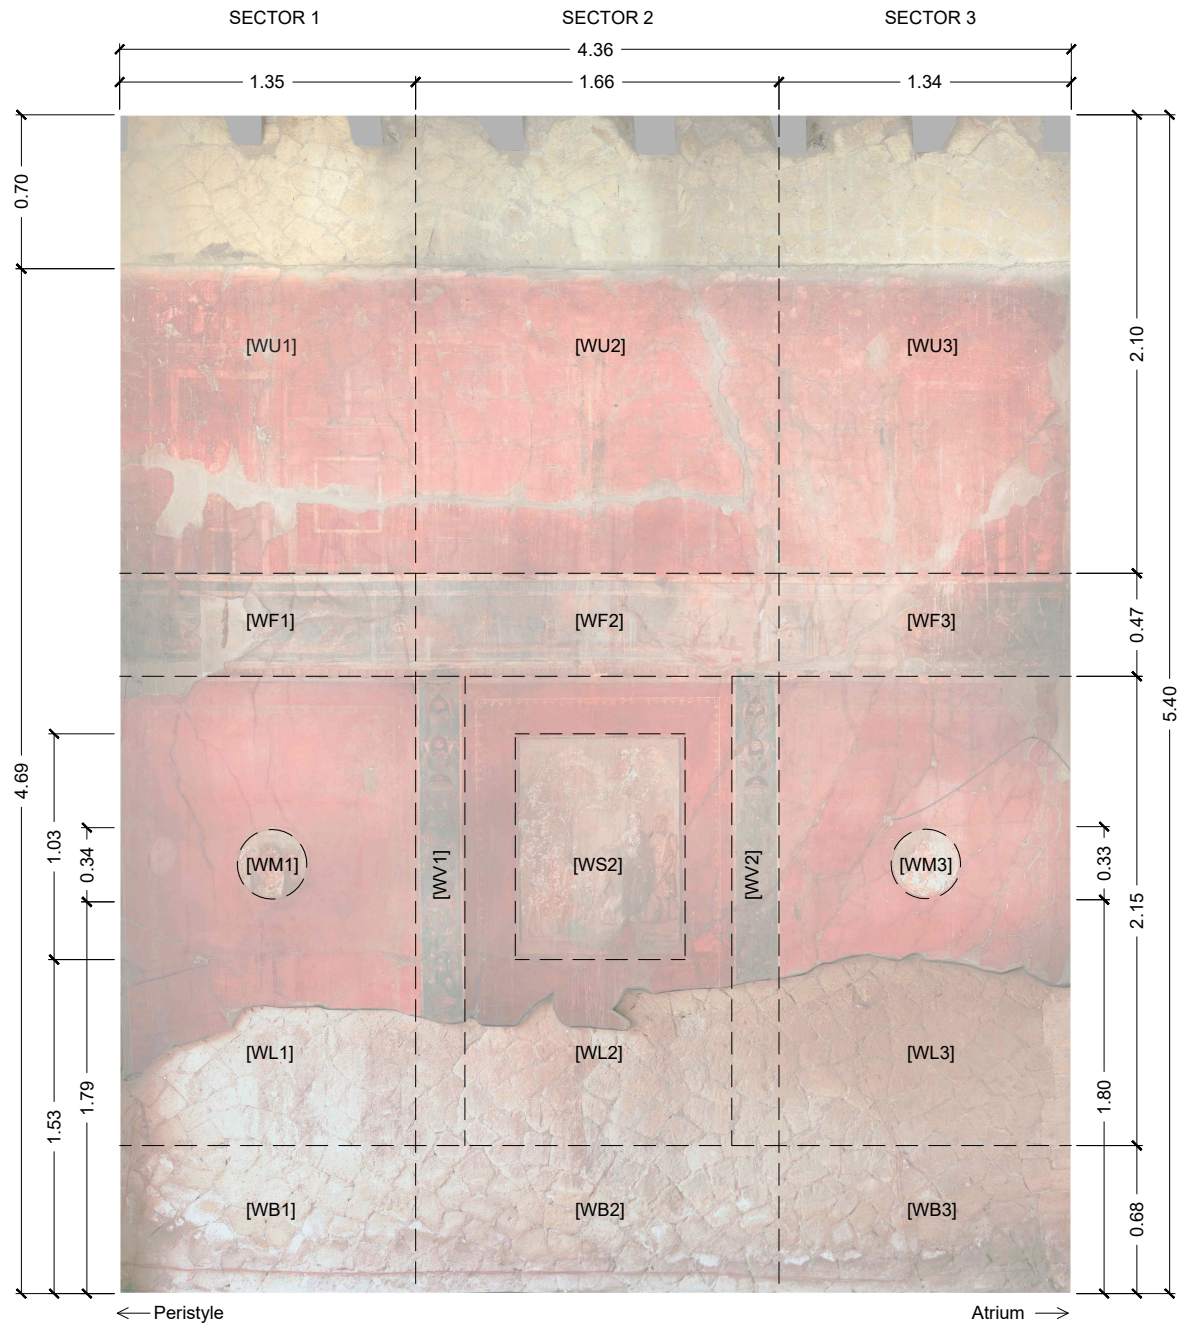 SECTOR 1 SECTOR 2 SECTOR 3
4.36
1.35 1.66 1.34
0.70
2.10
[WU1] [WU2] [WU3]
[WF1] [WF2] [WF3]
0.47
5.40
4.69
1.03
0.34
[WM1] [WV1] [WS2] [WV2] [WM3]
0.33
2.15
[WL1] [WL2] [WL3]
1.53
1.79
1.80
[WB1] [WB2] [WB3]
0.68
Peristyle Atrium